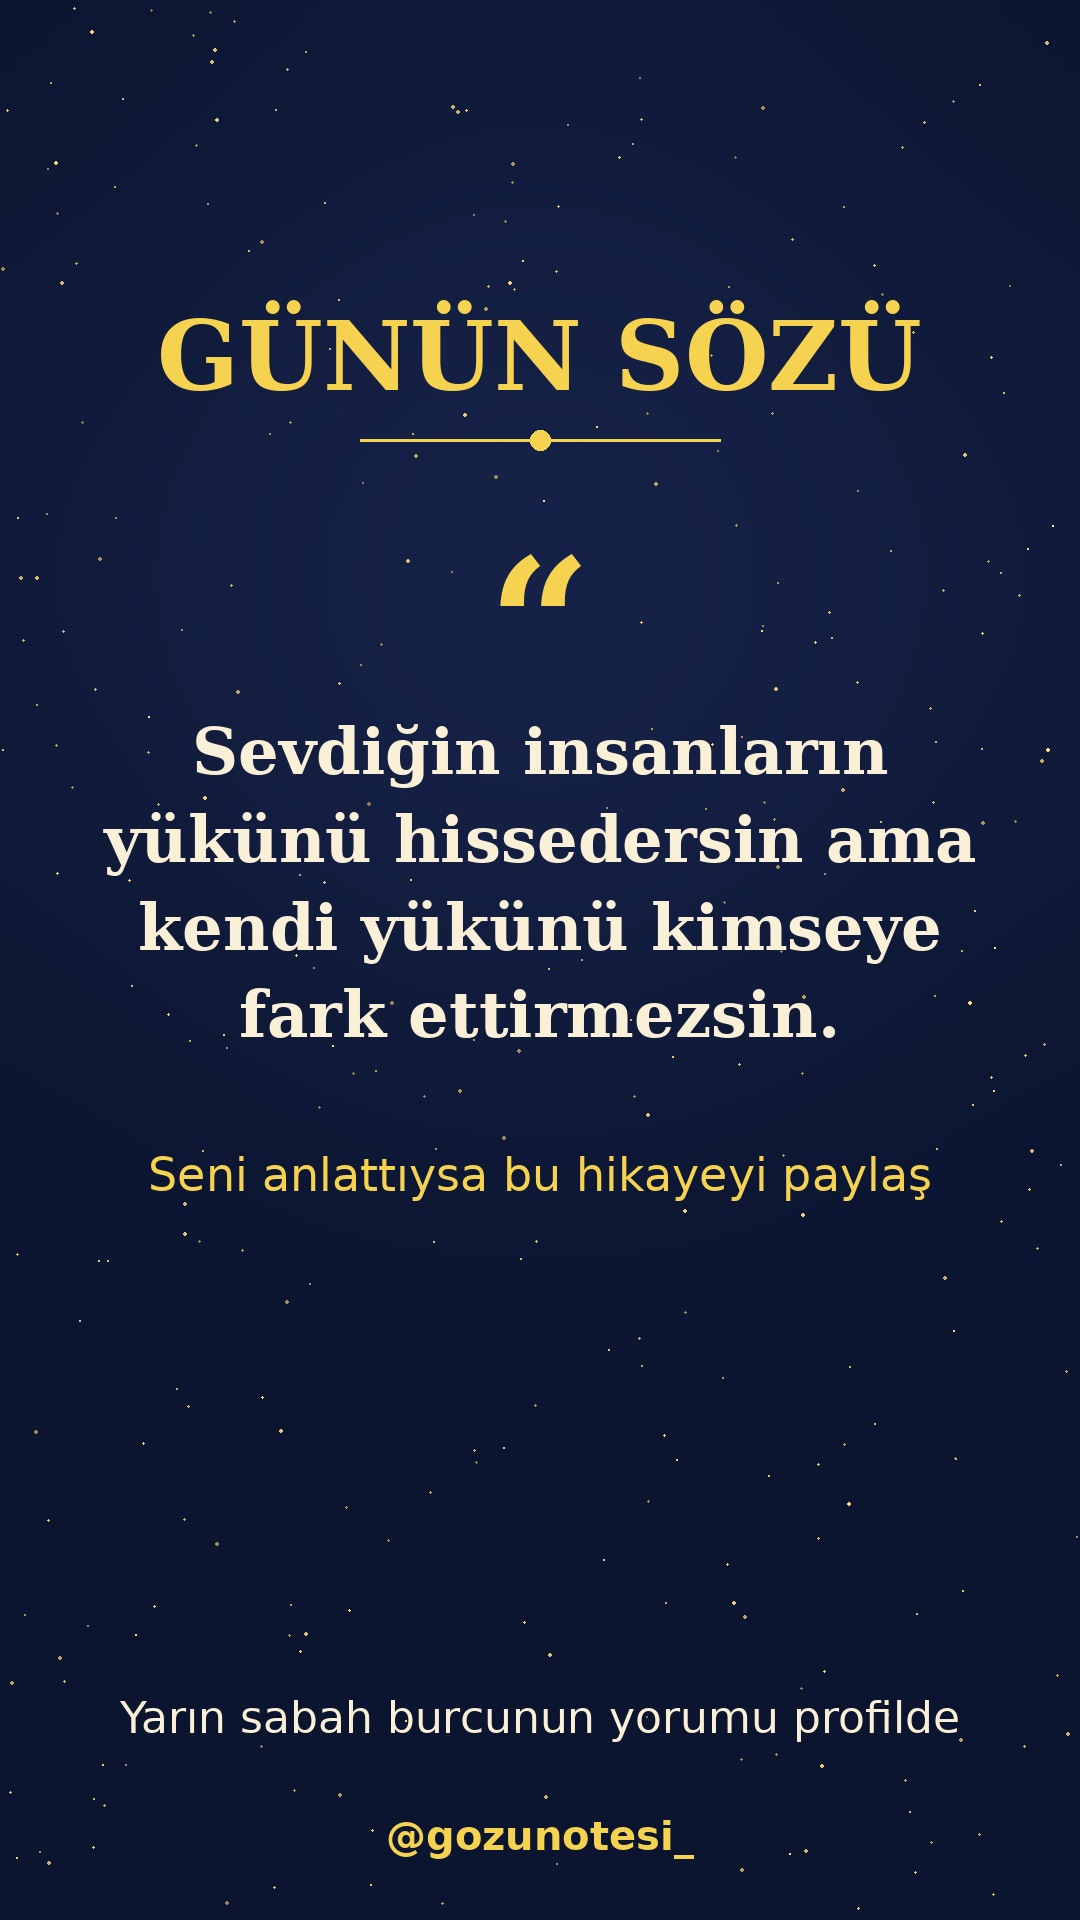 GÜNÜN SÖZÜ
“
Sevdiğin insanların
yükünü hissedersin ama
kendi yükünü kimseye
fark ettirmezsin.
Seni anlattıysa bu hikayeyi paylaş
Yarın sabah burcunun yorumu profilde
@gozunotesi_